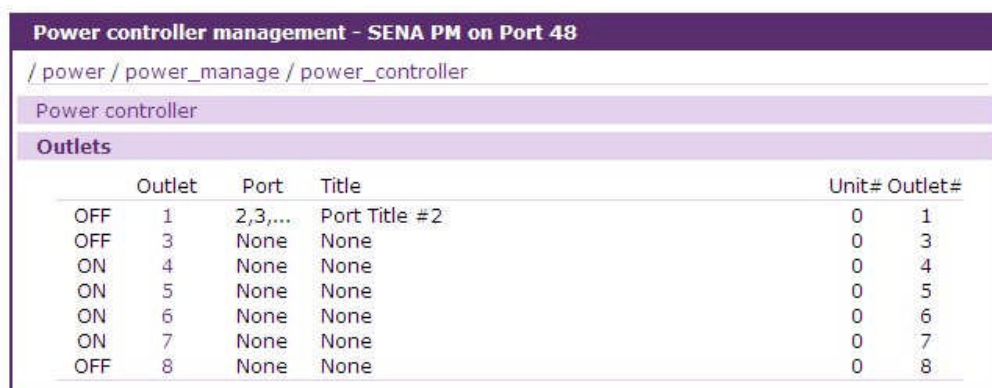 Power controller management - SENA PM on Port 48
/ power / power_manage / power_controller
Power controller
Outlets
Outlet Port Title Unit# Outlet#
OFF 1 2,3,... Port Title #2 0 1
OFF 3 None None 0 3
ON 4 None None 0 4
ON 5 None None 0 5
ON 6 None None 0 6
ON 7 None None 0 7
OFF 8 None None 0 8